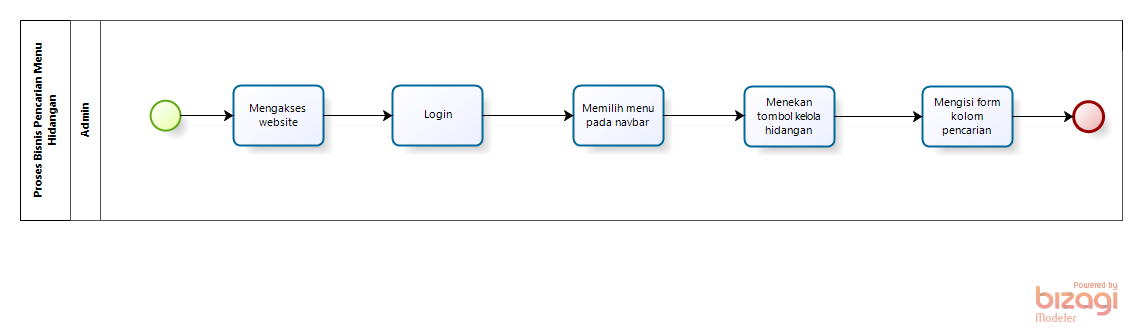 Proses Bisnis Pencarian Menu
Hidangan
Admin
Mengakses
website
Login
Memilih menu
pada navbar
Menekan
tombol kelola
hidangan
Mengisi form
kolom
pencarian
Powered by
bizagi
Modeler